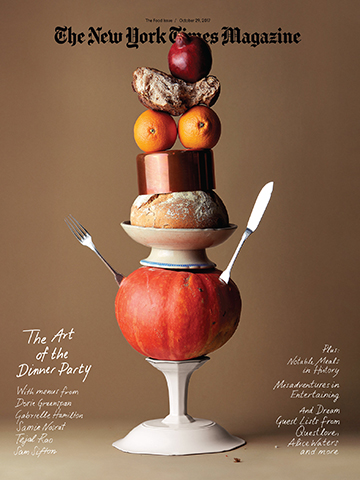 The Food Issue / October 29, 2017
The New York Times Magazine
The Art
of the
Dinner Party
With menus from
Dorie Greenspan
Gabrielle Hamilton
Samin Nosrat
Tejal Rao
Sam Sifton
Plus:
Notable Meals
in History
Misadventures in
Entertaining
And Dream
Guest Lists From
Questlove,
Alice Waters
and more